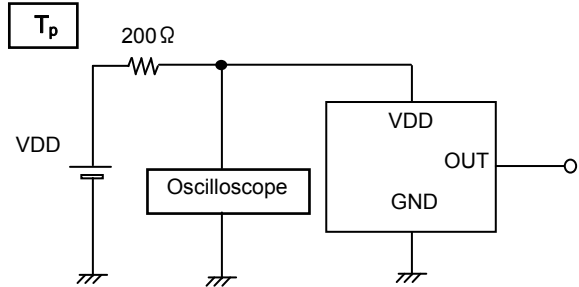 Tp
200Ω
VDD
VDD
OUT
Oscilloscope
GND